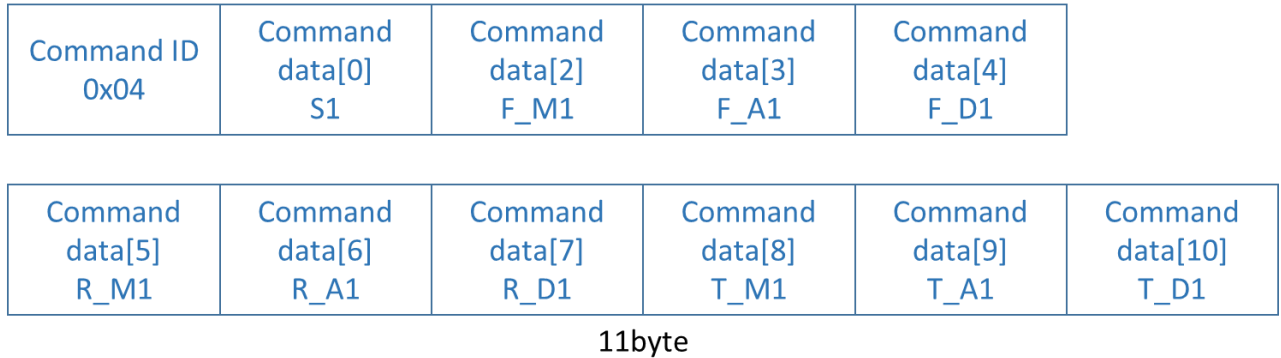 Command ID
0x04
Command
data[0]
S1
Command
data[2]
F_M1
Command
data[3]
F_A1
Command
data[4]
F_D1
Command
data[5]
R_M1
Command
data[6]
R_A1
Command
data[7]
R_D1
Command
data[8]
T_M1
Command
data[9]
T_A1
Command
data[10]
T_D1
11byte